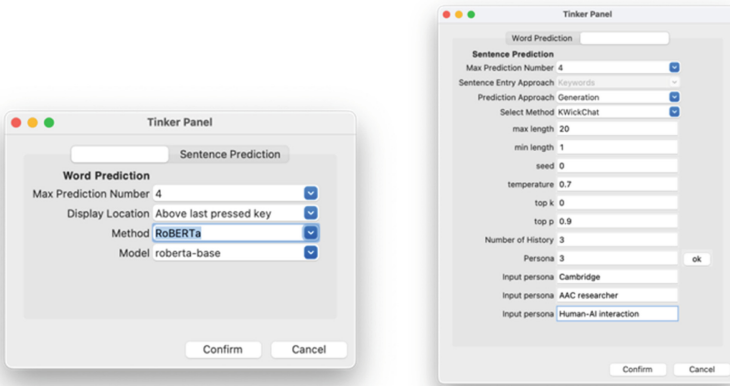 Tinker Panel
Sentence Prediction
Word Prediction
Max Prediction Number 4
Display Location Above last pressed key
Method RoBERTa
Model roberta-base
Confirm Cancel
Tinker Panel
Word Prediction
Sentence Prediction
Max Prediction Number 4
Sentence Entry Approach Keywords
Prediction Approach Generation
Select Method KWickChat
max length 20
min length 1
seed 0
temperature 0.7
top k 0
top p 0.9
Number of History 3
Persona 3 ok
Input persona Cambridge
Input persona AAC researcher
Input persona Human-AI interaction
Confirm Cancel